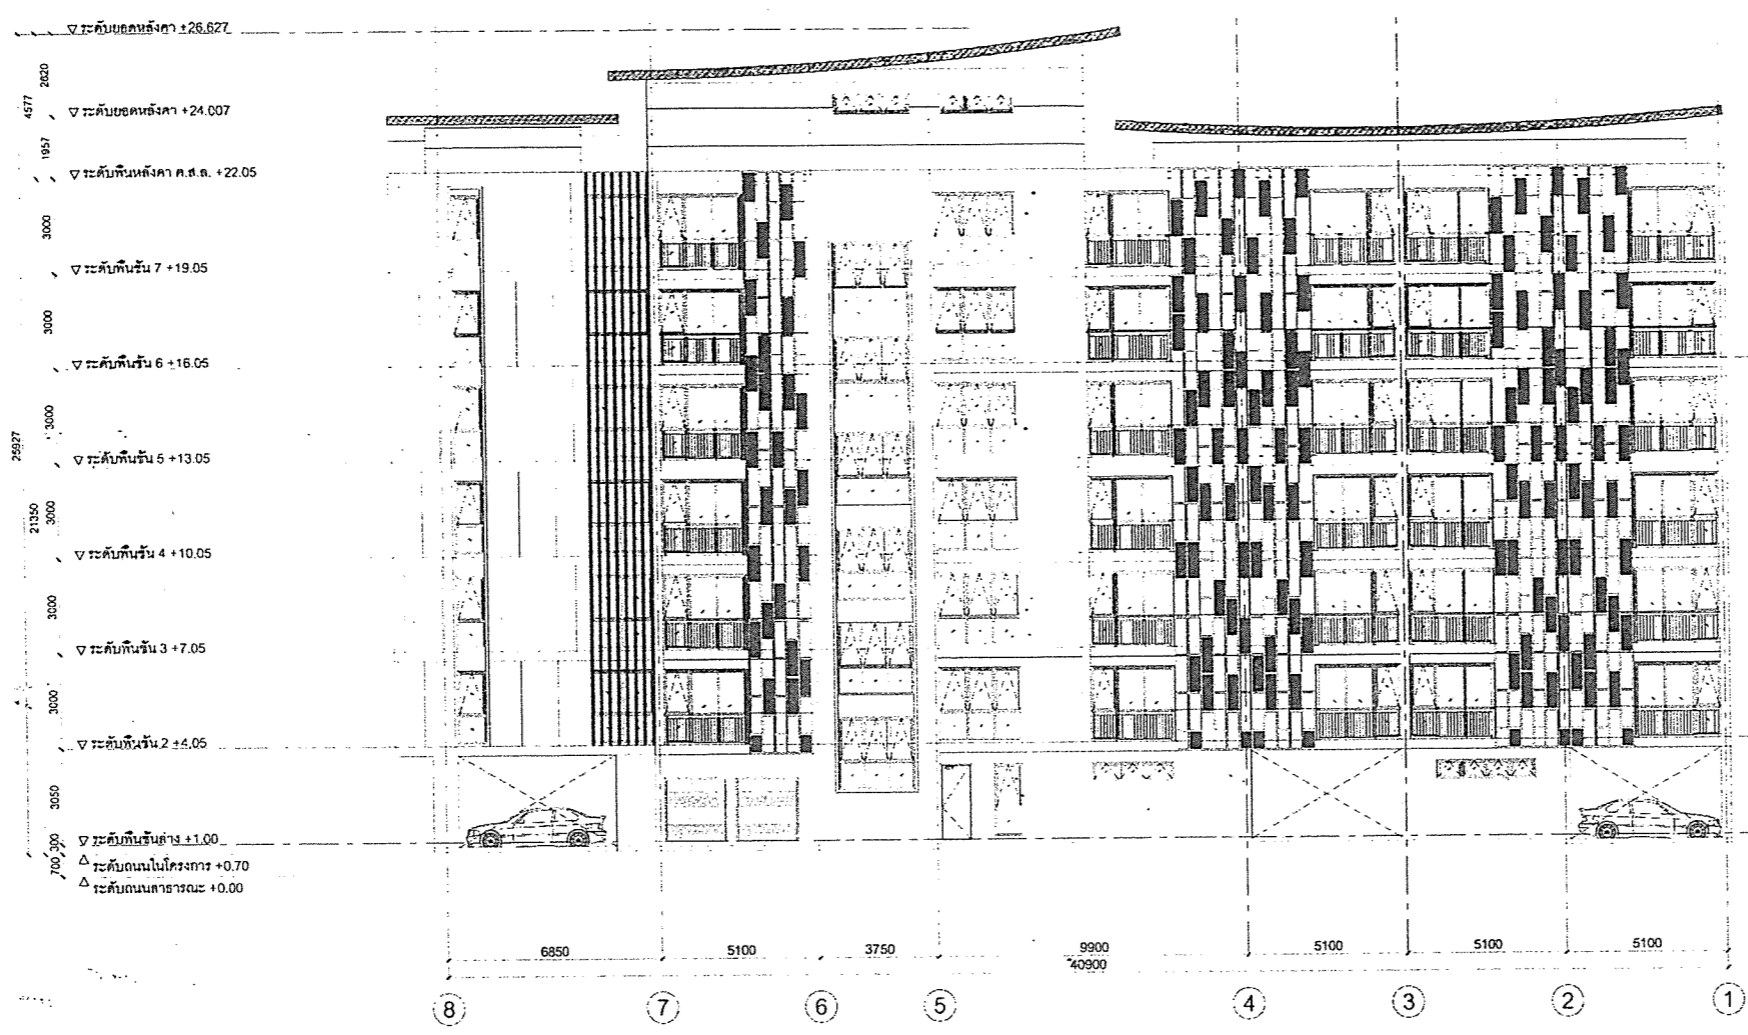 ▽ ระดับยอดหลังคา +26.627
2620
4577
▽ ระดับยอดหลังคา +24.007
1957
▽ ระดับพื้นหลังคา ค.ส.ล. +22.05
3000
▽ ระดับพื้นชั้น 7 +19.05
3000
▽ ระดับพื้นชั้น 6 +16.05
3000
▽ ระดับพื้นชั้น 5 +13.05
25927
21350
3000
▽ ระดับพื้นชั้น 4 +10.05
3000
▽ ระดับพื้นชั้น 3 +7.05
3000
▽ ระดับพื้นชั้น 2 +4.05
3050
▽ ระดับพื้นชั้นล่าง +1.00
300
700
△ ระดับถนนในโครงการ +0.70
△ ระดับถนนสาธารณะ +0.00
6850 5100 3750 9900 5100 5100 5100
40900
8 7 6 5 4 3 2 1